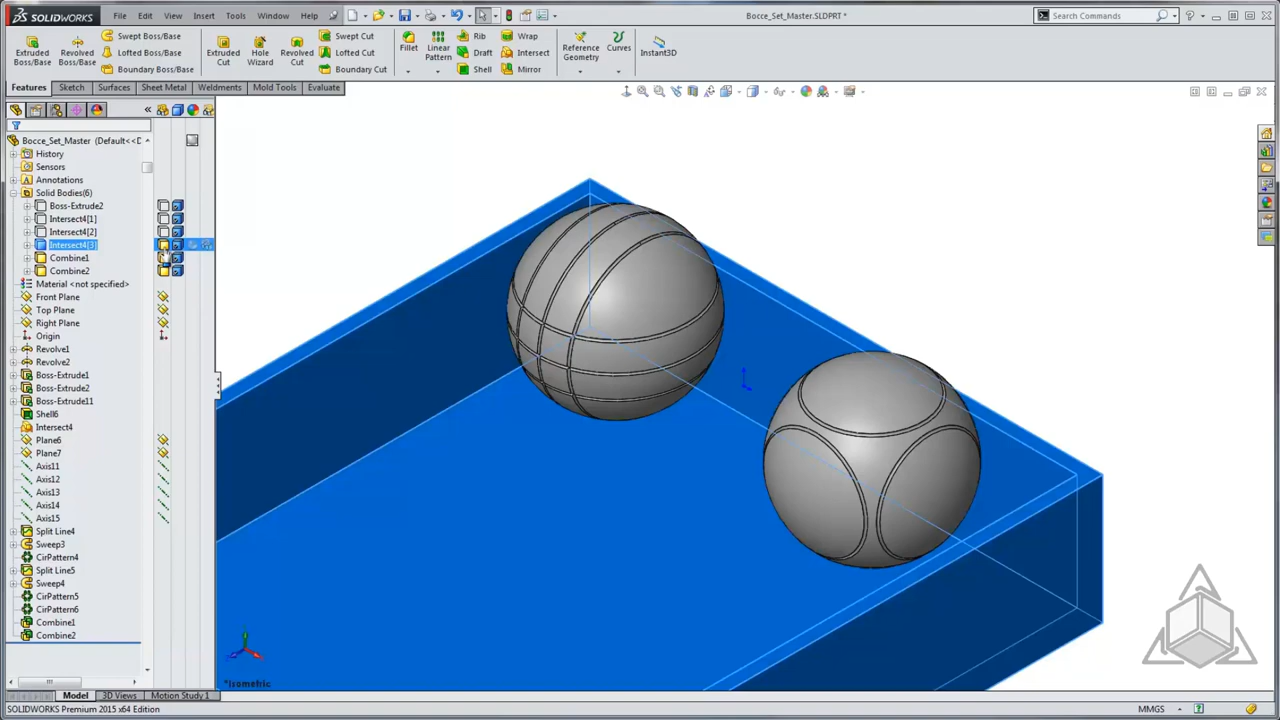 SOLIDWORKS File Edit View Insert Tools Window Help Bocce_Set_Master.SLDPRT * Search Commands
Extruded Boss/Base Revolved Boss/Base Swept Boss/Base Lofted Boss/Base Boundary Boss/Base Extruded Cut Hole Wizard Revolved Cut Swept Cut Lofted Cut Boundary Cut Fillet Linear Pattern Rib Draft Shell Wrap Intersect Mirror Reference Geometry Curves Instant3D
Features Sketch Surfaces Sheet Metal Weldments Mold Tools Evaluate
Bocce_Set_Master (Default<<D
History
Sensors
Annotations
Solid Bodies(6)
Boss-Extrude2
Intersect4[1]
Intersect4[2]
Intersect4[3]
Combine1
Combine2
Material <not specified>
Front Plane
Top Plane
Right Plane
Origin
Revolve1
Revolve2
Boss-Extrude1
Boss-Extrude2
Boss-Extrude11
Shell6
Intersect4
Plane6
Plane7
Axis11
Axis12
Axis13
Axis14
Axis15
Split Line4
Sweep3
CirPattern4
Split Line5
Sweep4
CirPattern5
CirPattern6
Combine1
Combine2
*Isometric
Model 3D Views Motion Study 1
SOLIDWORKS Premium 2015 x64 Edition MMGS